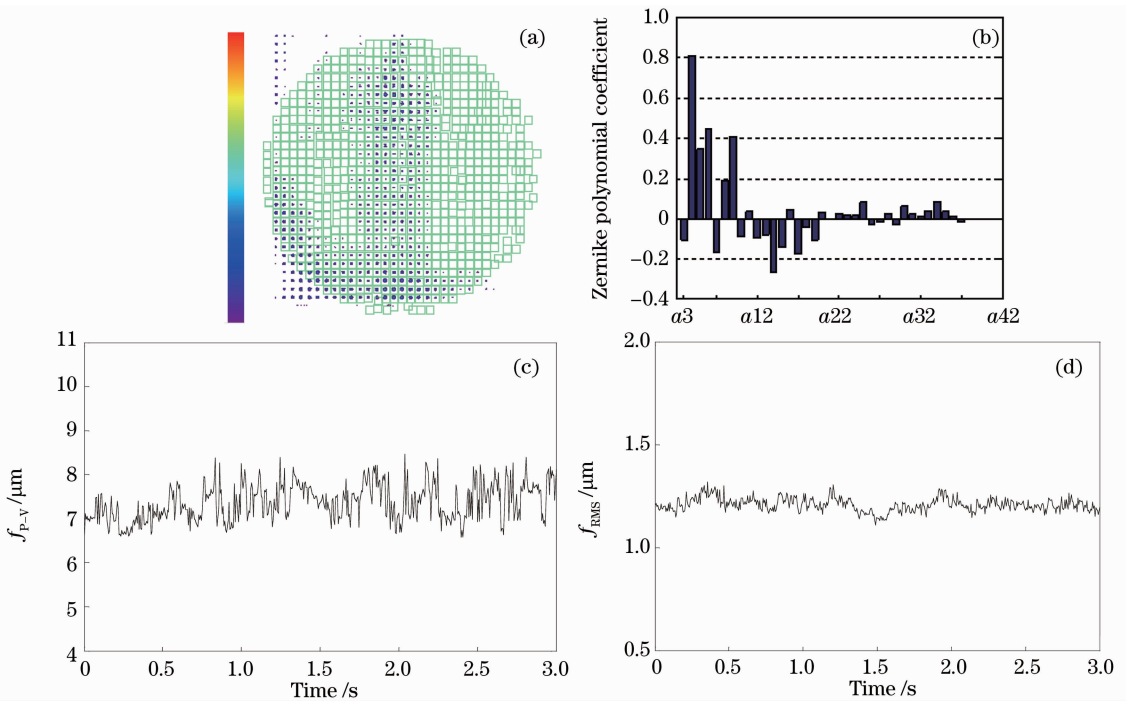 (a)
1.0
0.8
0.6
0.4
0.2
0
−0.2
−0.4
Zernike polynomial coefficient
(b)
a3
a12
a22
a32
a42
11
10
9
8
7
6
5
4
f P−V /μm
(c)
0
0.5
1.0
1.5
2.0
2.5
3.0
Time /s
2.0
1.5
1.0
0.5
f RMS /μm
(d)
0
0.5
1.0
1.5
2.0
2.5
3.0
Time /s